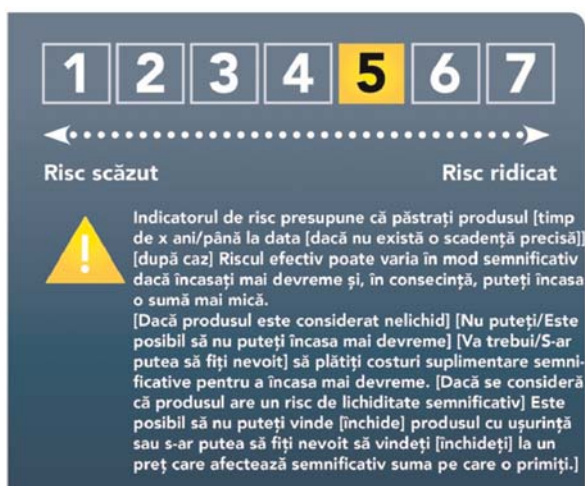 1 2 3 4 5 6 7
Risc scăzut Risc ridicat
Indicatorul de risc presupune că păstrați produsul [timp
de x ani/până la data [dacă nu există o scadență precisă]]
[după caz] Riscul efectiv poate varia în mod semnificativ
dacă încasați mai devreme și, în consecință, puteți încasa
o sumă mai mică.
[Dacă produsul este considerat nelichid] [Nu puteți/Este
posibil să nu puteți încasa mai devreme] [Va trebui/S-ar
putea să fiți nevoit] să plătiți costuri suplimentare semni-
ficative pentru a încasa mai devreme. [Dacă se consideră
că produsul are un risc de lichiditate semnificativ] Este
posibil să nu puteți vinde [închide] produsul cu ușurință
sau s-ar putea să fiți nevoit să vindeți [închideți] la un
preț care afectează semnificativ suma pe care o primiți.]